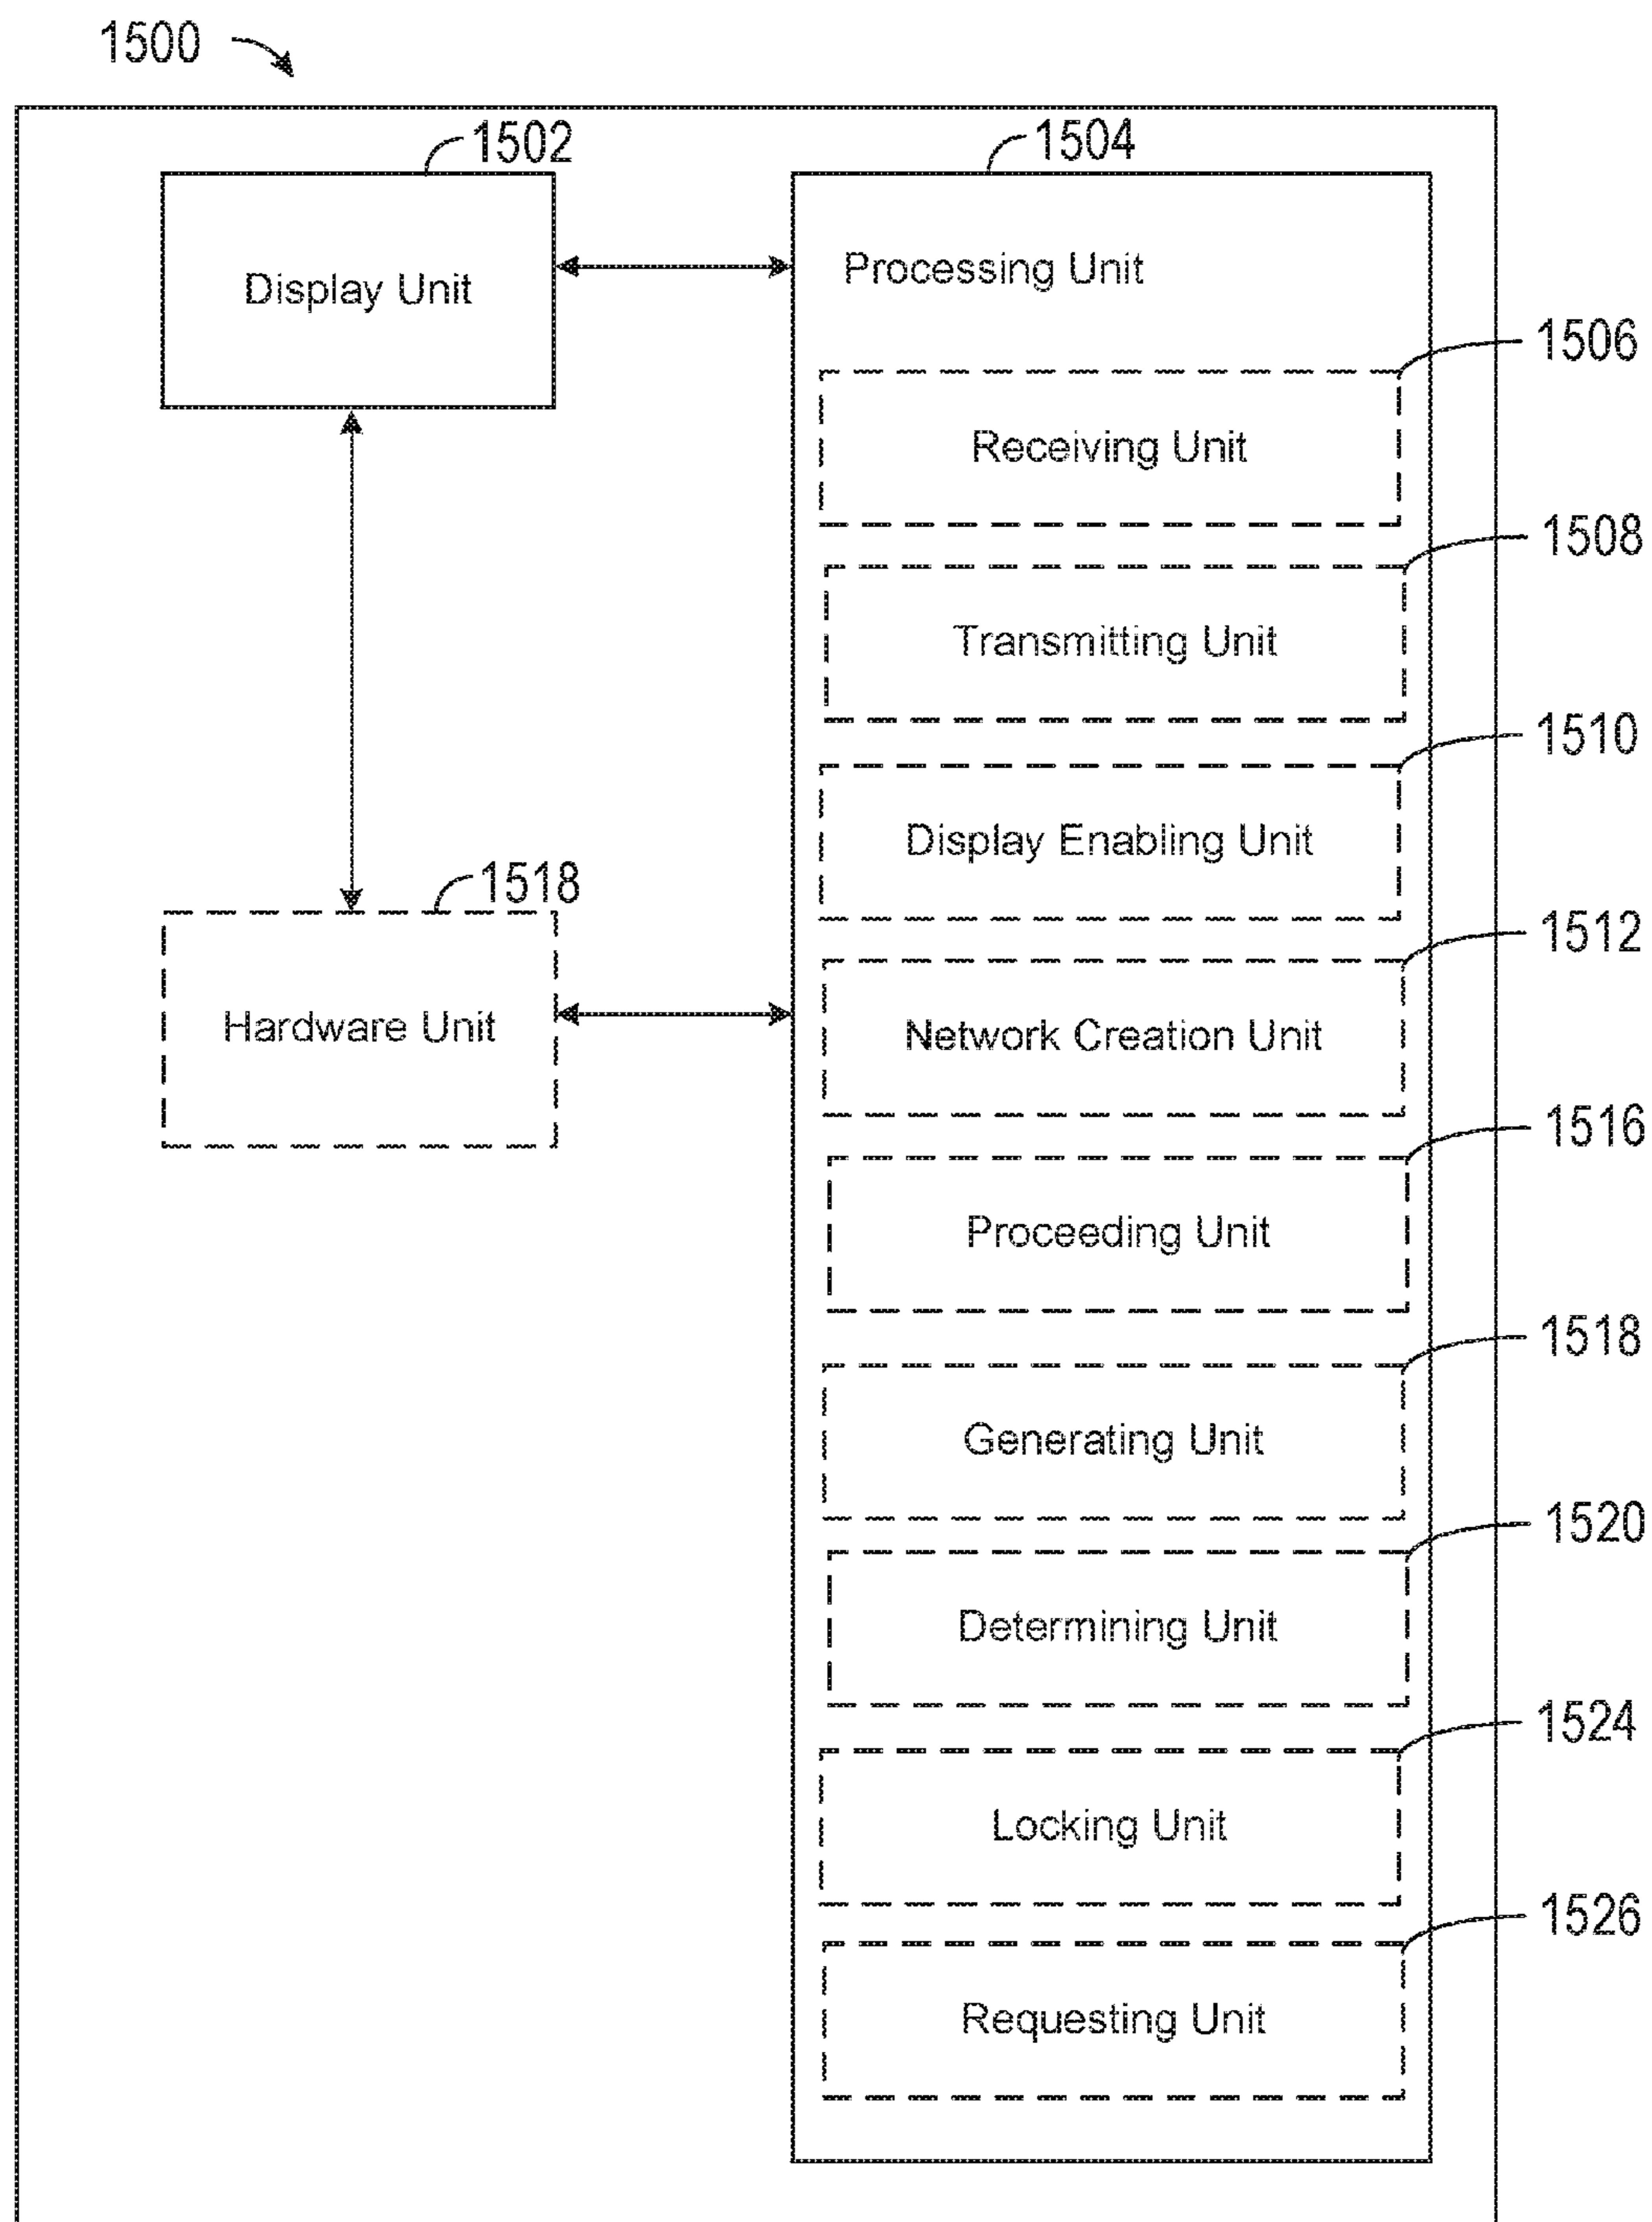 1500
1502
Display Unit
1504
Processing Unit
1506
Receiving Unit
1508
Transmitting Unit
1510
Display Enabling Unit
1518
Hardware Unit
1512
Network Creation Unit
1516
Proceeding Unit
1518
Generating Unit
1520
Determining Unit
1524
Locking Unit
1526
Requesting Unit